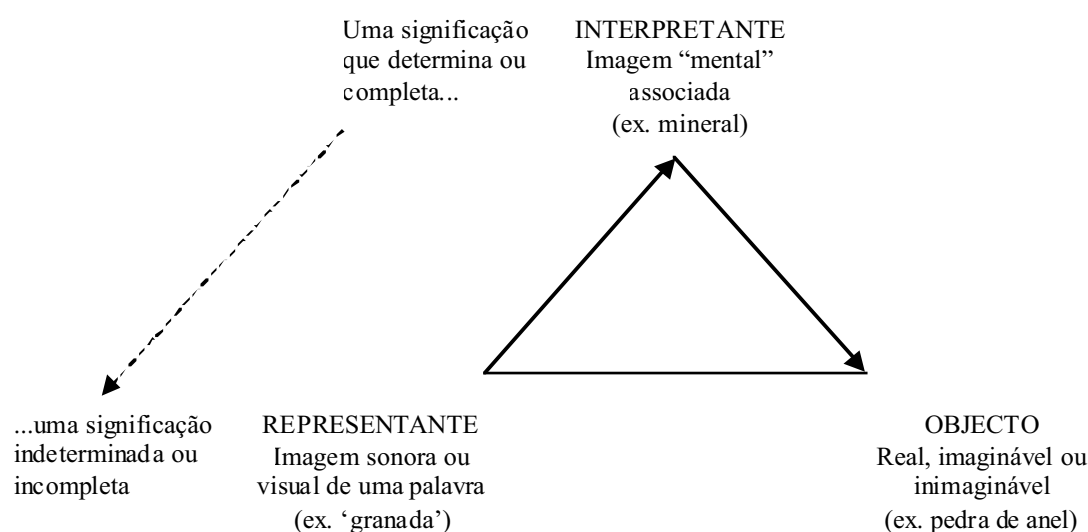 Uma significação
que determina ou
completa...
INTERPRETANTE
Imagem “mental”
associada
(ex. mineral)
...uma significação
indeterminada ou
incompleta
REPRESENTANTE
Imagem sonora ou
visual de uma palavra
(ex. ‘granada’)
OBJECTO
Real, imaginável ou
inimaginável
(ex. pedra de anel)